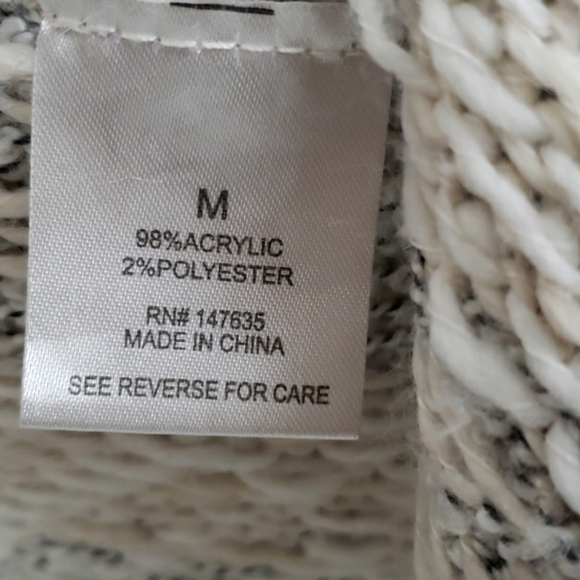 M
98%ACRYLIC
2%POLYESTER
RN# 147635
MADE IN CHINA
SEE REVERSE FOR CARE